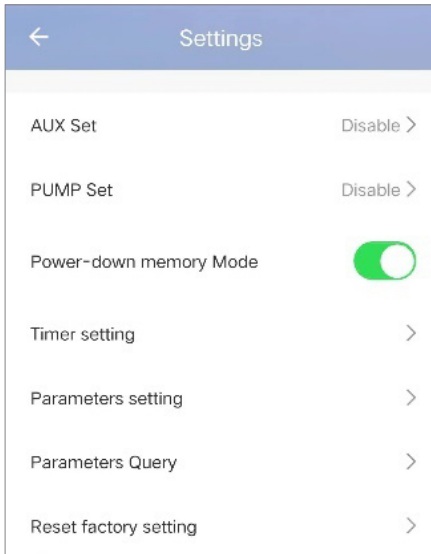 Settings
AUX Set Disable
PUMP Set Disable
Power-down memory Mode
Timer setting
Parameters setting
Parameters Query
Reset factory setting